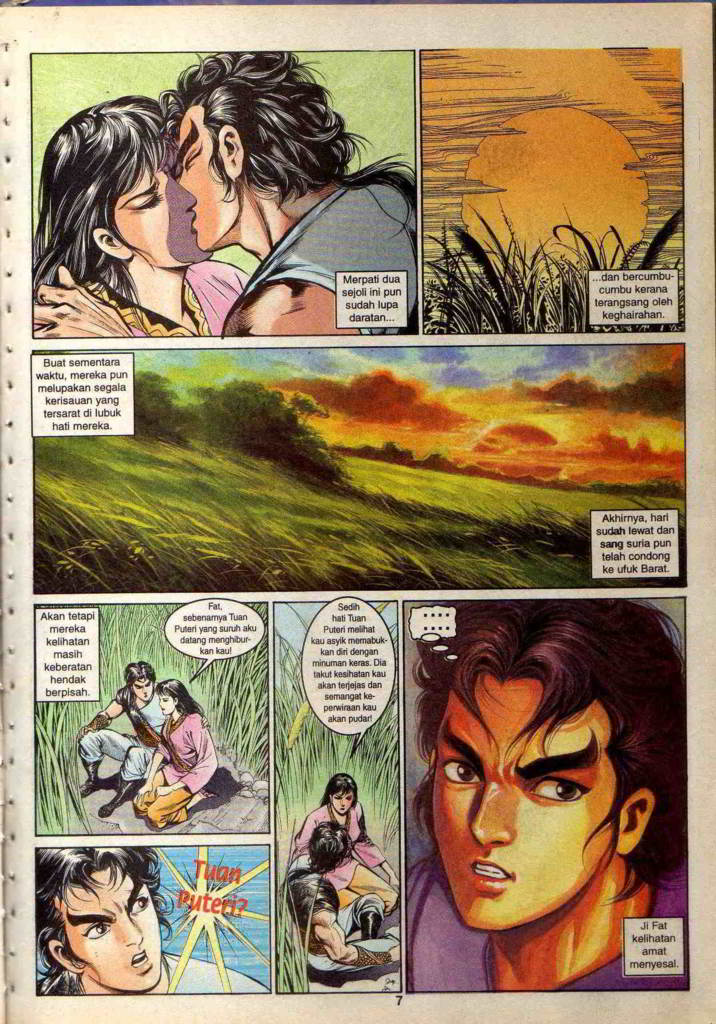 Merpati dua
sejoli ini pun
sudah lupa
daratan...
...dan bercumbu-
cumbu kerana
terangsang oleh
keghairahan.
Buat sementara
waktu, mereka pun
melupakan segala
kerisauan yang
tersarat di lubuk
hati mereka.
Akhirnya, hari
sudah lewat dan
sang suria pun
telah condong
ke ufuk Barat.
Akan tetapi
mereka
kelihatan
masih
keberatan
hendak
berpisah.
Fat,
sebenarnya Tuan
Puteri yang suruh aku
datang menghibur-
kan kau!
Sedih
hati Tuan
Puteri melihat
kau asyik memabuk-
kan diri dengan
minuman keras. Dia
takut kesihatan kau
akan terjejas dan
semangat ke-
perwiraan kau
akan pudar!
Tuan
Puteri?
Ji Fat
kelihatan
amat
menyesal.
7